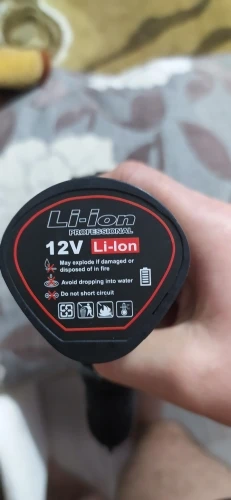 Li-ion
PROFESSIONAL
12V Li-Ion
May explode if damaged or
disposed of in fire
Avoid dropping into water
Do not short circuit